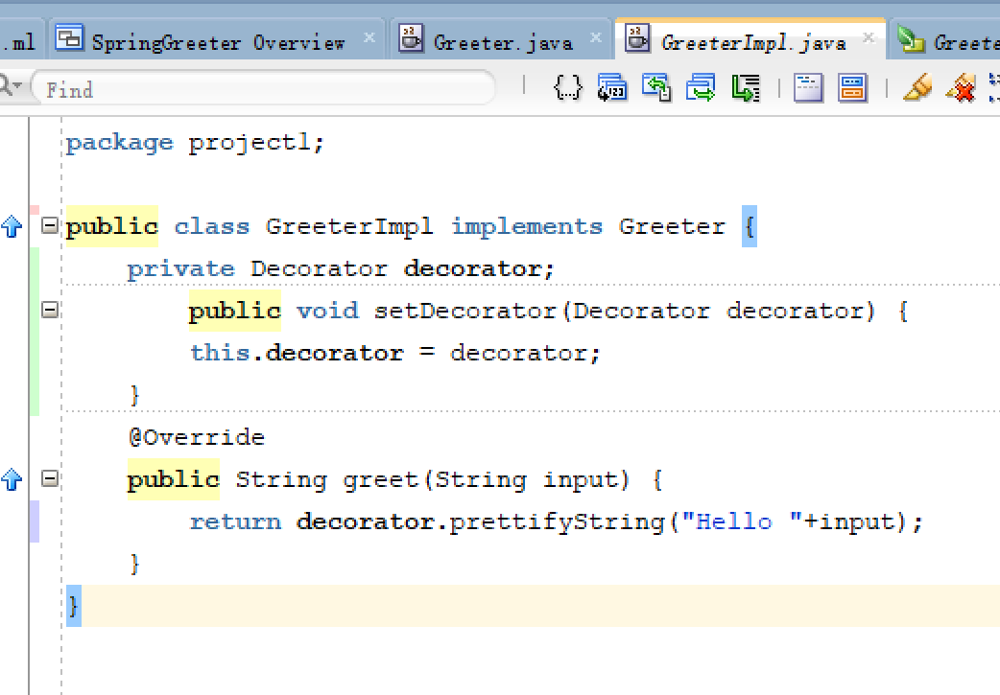 .ml SpringGreeter Overview Greeter.java GreeterImpl.java Greete
Find
package project1;
public class GreeterImpl implements Greeter {
private Decorator decorator;
public void setDecorator(Decorator decorator) {
this.decorator = decorator;
}
@Override
public String greet(String input) {
return decorator.prettifyString("Hello "+input);
}
}